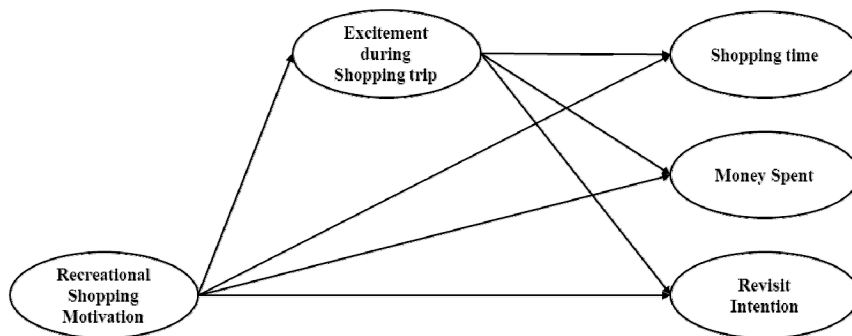 Excitement
during
Shopping trip
Shopping time
Money Spent
Recreational
Shopping
Motivation
Revisit
Intention